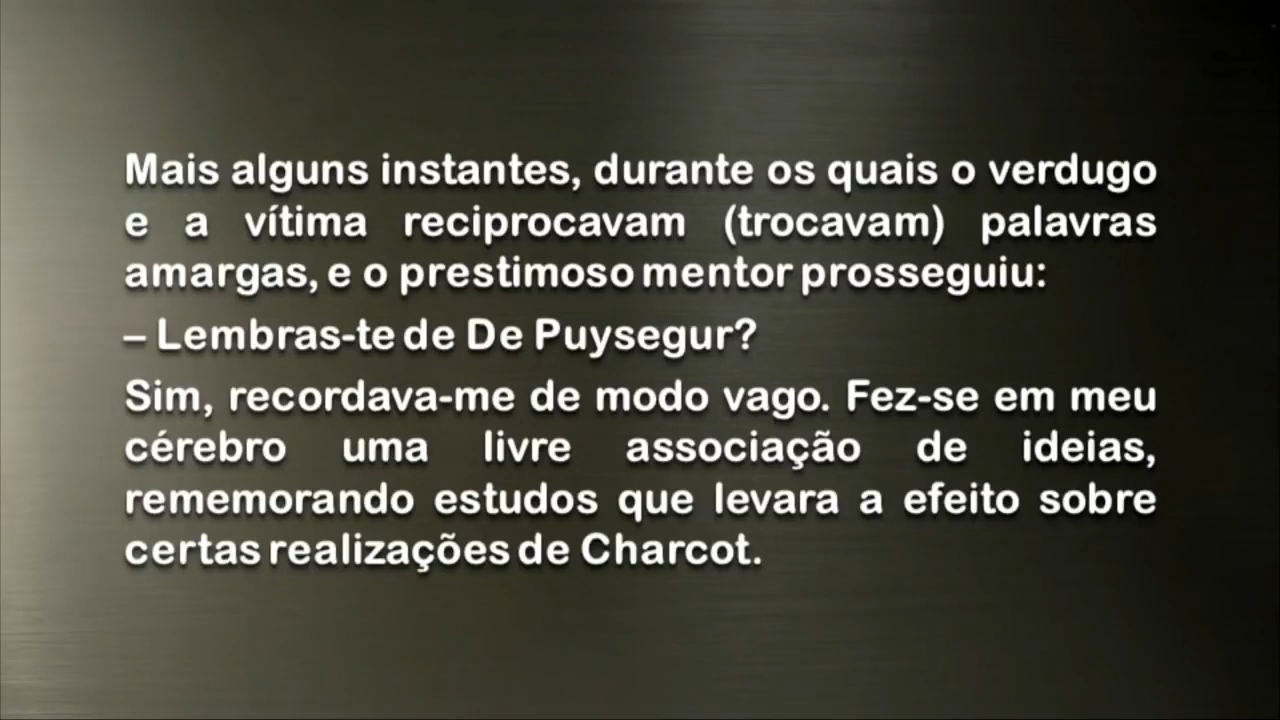 Mais alguns instantes, durante os quais o verdugo
e a vítima reciprocavam (trocavam) palavras
amargas, e o prestimoso mentor prosseguiu:
– Lembras-te de De Puysegur?
Sim, recordava-me de modo vago. Fez-se em meu
cérebro uma livre associação de ideias,
rememorando estudos que levara a efeito sobre
certas realizações de Charcot.